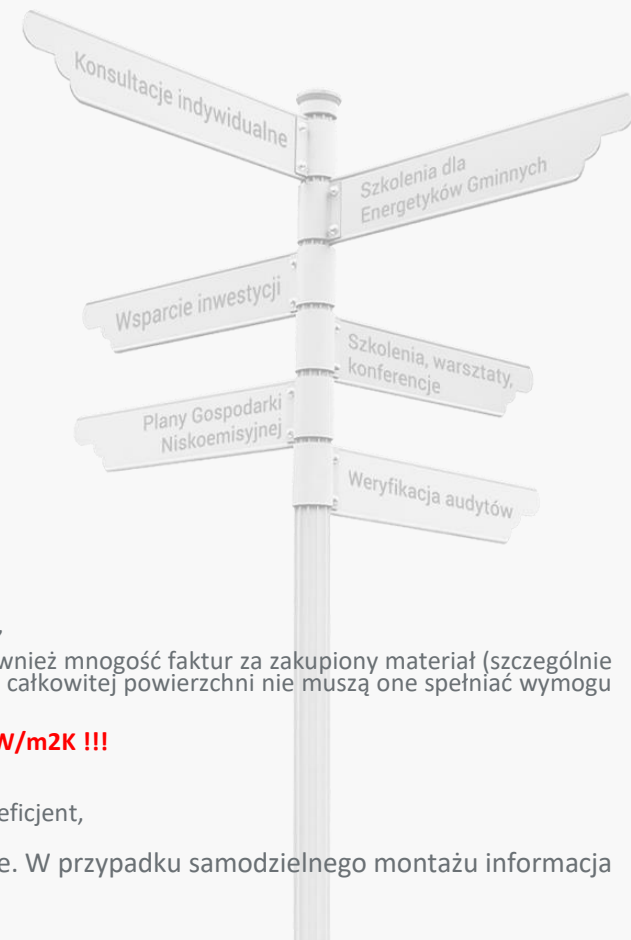 Konsultacje indywidualne
Szkolenia dla
Energetyków Gminnych
Wsparcie inwestycji
Szkolenia, warsztaty,
konferencje
Plany Gospodarki
Niskoemisyjnej
Weryfikacja audytów
,
wnież mnogość faktur za zakupiony materiał (szczególnie
całkowitej powierzchni nie muszą one spełniać wymogu
W/m2K !!!
eficjent,
e. W przypadku samodzielnego montażu informacja